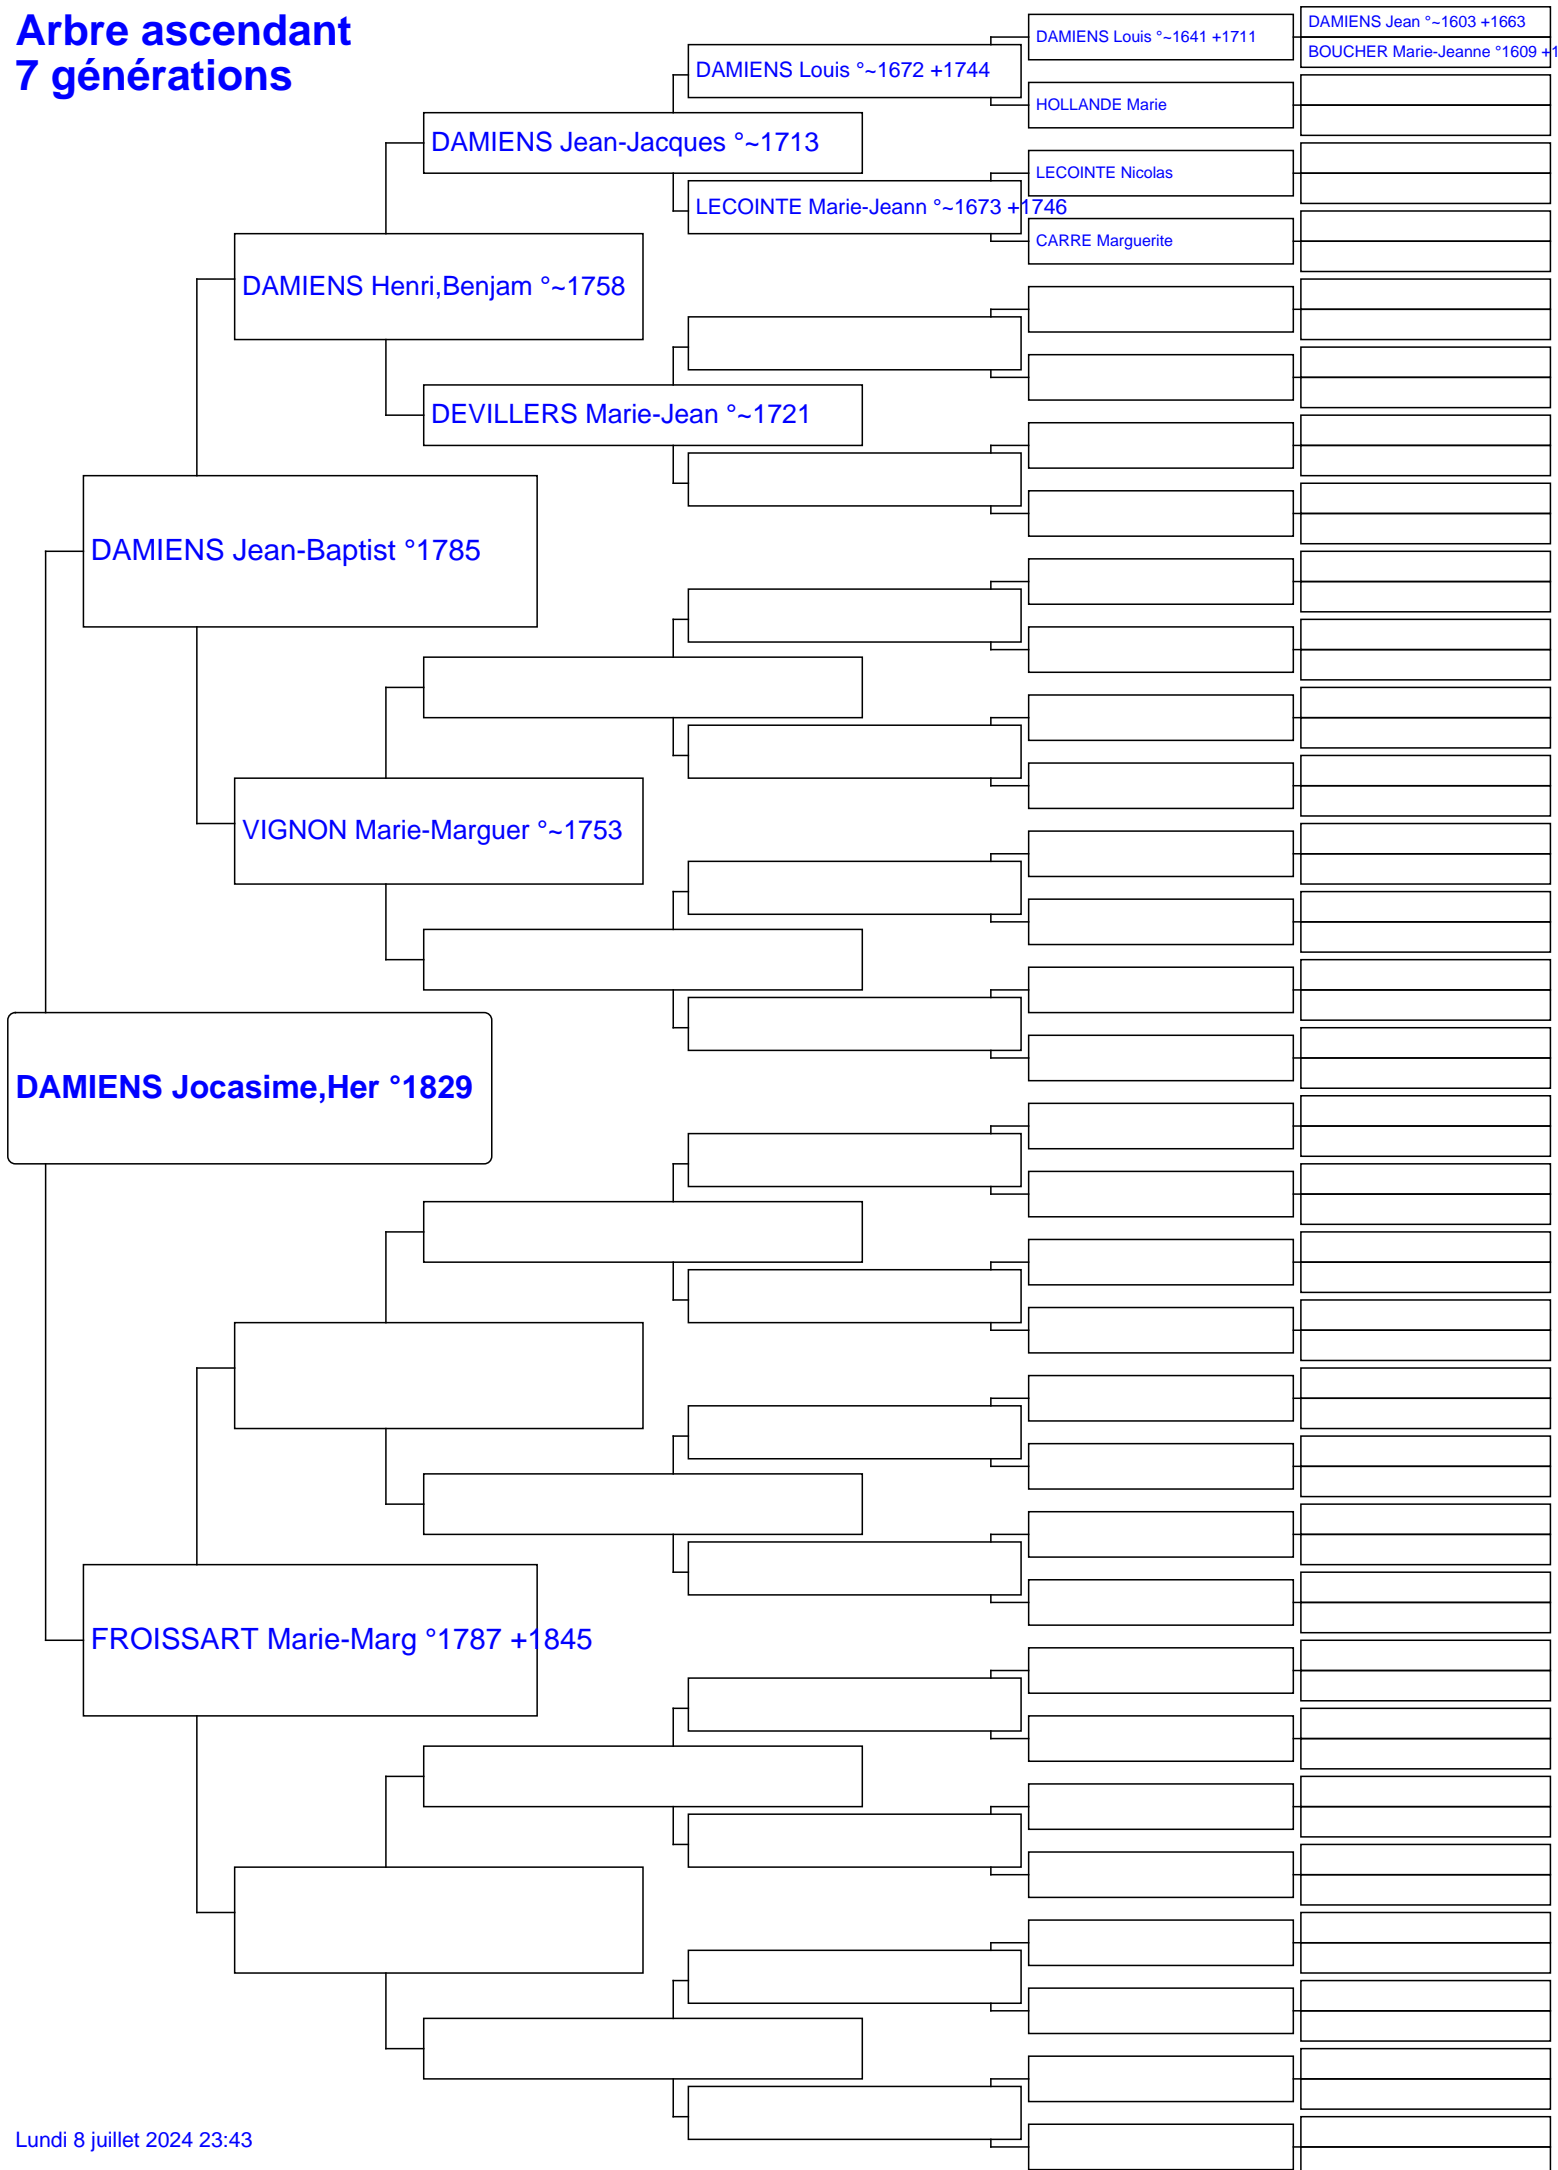 Arbre ascendant
7 générations
DAMIENS Jean °~1603 +1663
DAMIENS Louis °~1641 +1711
BOUCHER Marie-Jeanne °1609 +1
DAMIENS Louis °~1672 +1744
HOLLANDE Marie
DAMIENS Jean-Jacques °~1713
LECOINTE Nicolas
LECOINTE Marie-Jeann °~1673 +1746
CARRE Marguerite
DAMIENS Henri,Benjam °~1758
DEVILLERS Marie-Jean °~1721
DAMIENS Jean-Baptist °1785
VIGNON Marie-Marguer °~1753
DAMIENS Jocasime,Her °1829
FROISSART Marie-Marg °1787 +1845
Lundi 8 juillet 2024 23:43